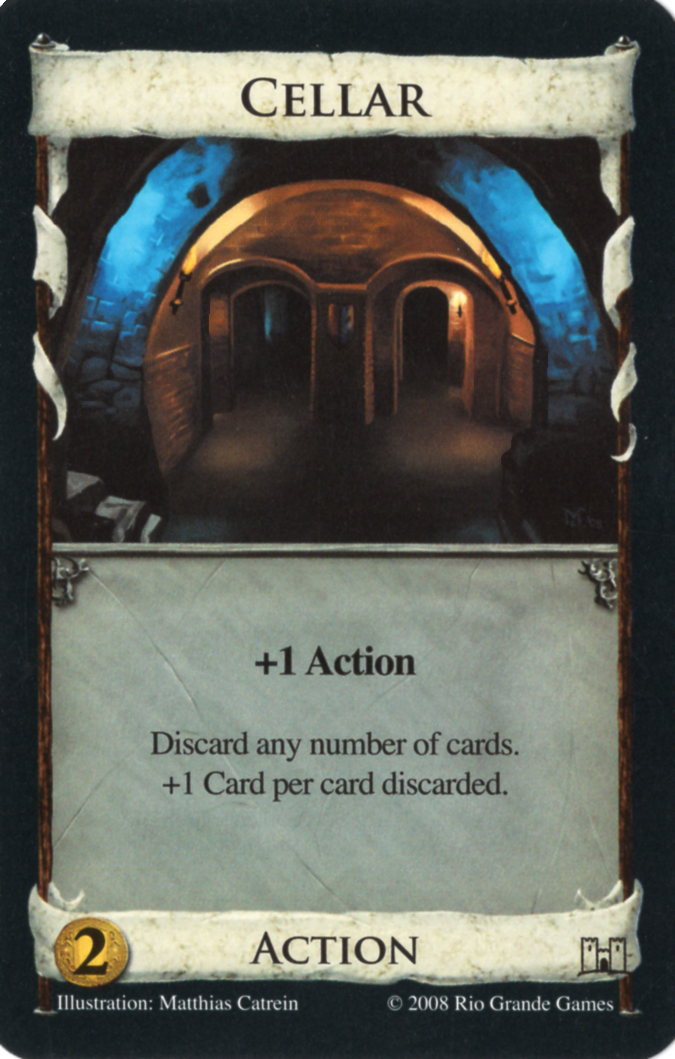 CELLAR
+1 Action
Discard any number of cards.
+1 Card per card discarded.
2
ACTION
Illustration: Matthias Catrein
© 2008 Rio Grande Games